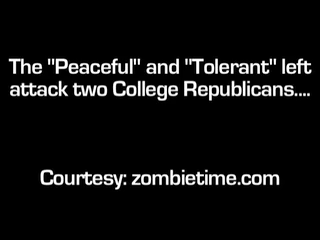 The "Peaceful" and "Tolerant" left
attack two College Republicans....
Courtesy: zombietime.com